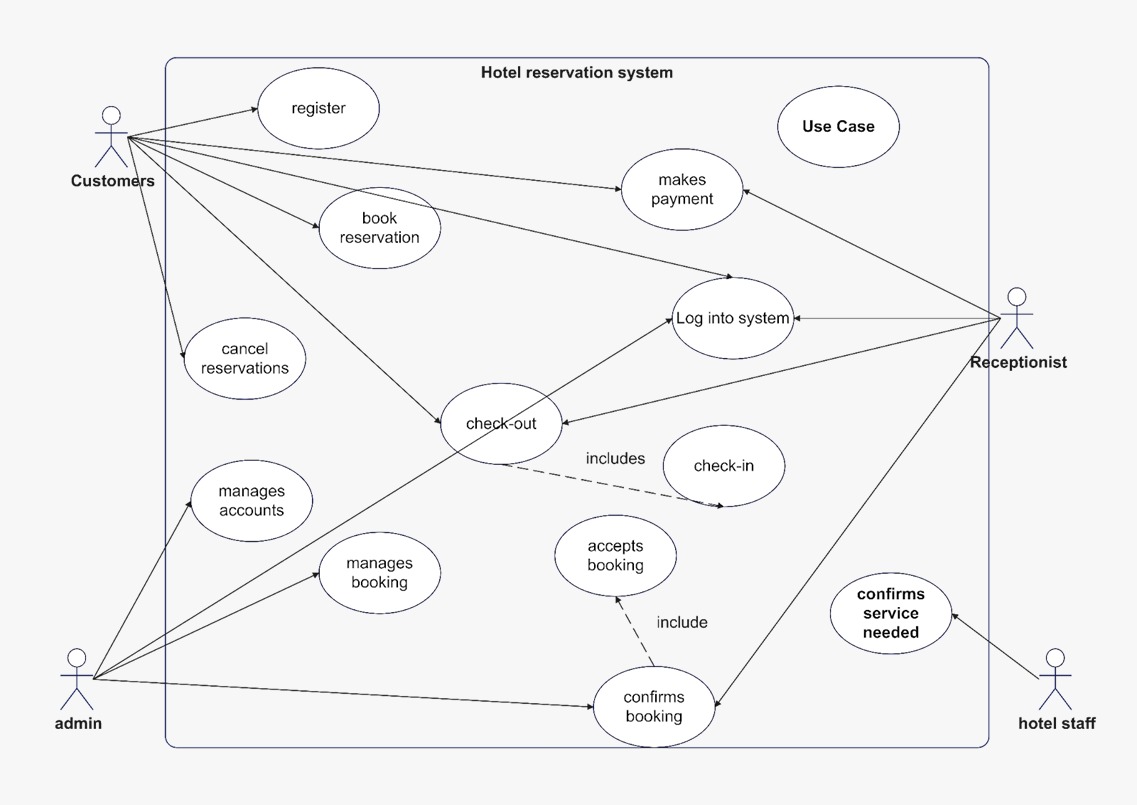 Hotel reservation system
register
Use Case
Customers
makes
payment
book
reservation
Log into system
cancel
reservations
Receptionist
check-out
includes
check-in
manages
accounts
accepts
booking
manages
booking
confirms
service
needed
include
confirms
booking
admin
hotel staff